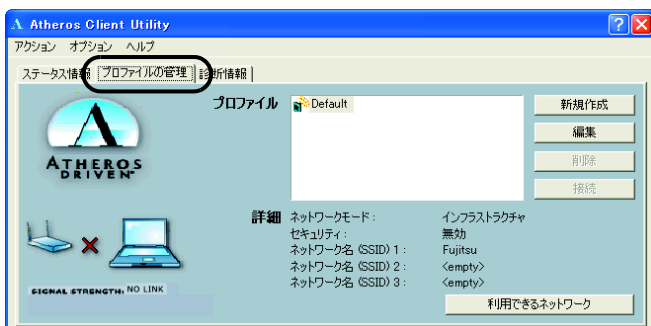 Atheros Client Utility
アクション オプション ヘルプ
ステータス情報 プロファイルの管理 診断情報
プロファイル Default
新規作成
編集
削除
接続
ATHEROS
DRIVEN
詳細
ネットワークモード： インフラストラクチャ
セキュリティ： 無効
ネットワーク名 (SSID) 1： Fujitsu
ネットワーク名 (SSID) 2： <empty>
ネットワーク名 (SSID) 3： <empty>
SIGNAL STRENGTH: NO LINK
利用できるネットワーク